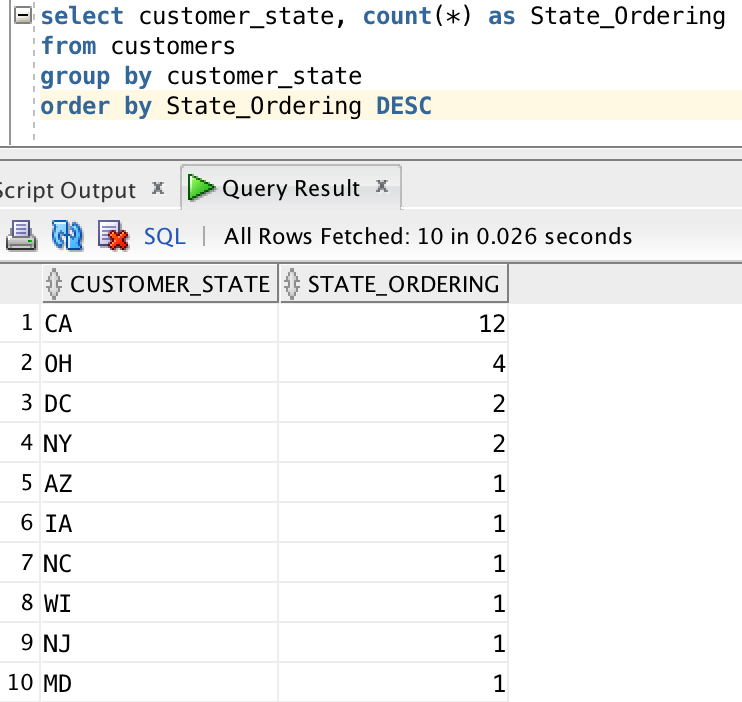 select customer_state, count(*) as State_Ordering
from customers
group by customer_state
order by State_Ordering DESC
Script Output x Query Result x
SQL | All Rows Fetched: 10 in 0.026 seconds
CUSTOMER_STATE STATE_ORDERING
1 CA 12
2 OH 4
3 DC 2
4 NY 2
5 AZ 1
6 IA 1
7 NC 1
8 WI 1
9 NJ 1
10 MD 1